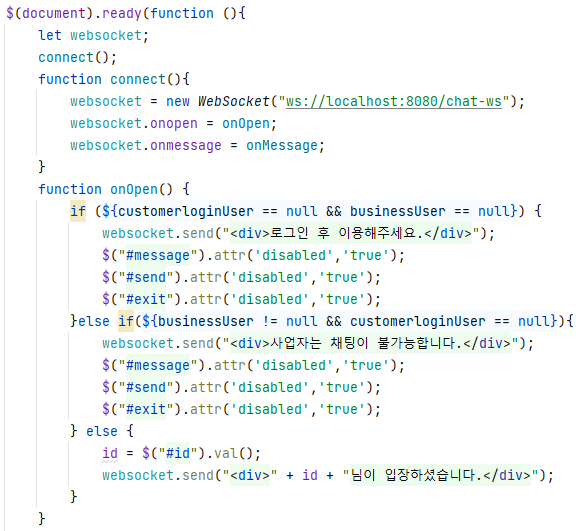 $(document).ready(function (){
    let websocket;
    connect();
    function connect(){
        websocket = new WebSocket("ws://localhost:8080/chat-ws");
        websocket.onopen = onOpen;
        websocket.onmessage = onMessage;
    }
    function onOpen() {
        if (${customerloginUser == null && businessUser == null}) {
            websocket.send("<div>로그인 후 이용해주세요.</div>");
            $("#message").attr('disabled','true');
            $("#send").attr('disabled','true');
            $("#exit").attr('disabled','true');
        }else if(${businessUser != null && customerloginUser == null}){
            websocket.send("<div>사업자는 채팅이 불가능합니다.</div>");
            $("#message").attr('disabled','true');
            $("#send").attr('disabled','true');
            $("#exit").attr('disabled','true');
        } else {
            id = $("#id").val();
            websocket.send("<div>" + id + "님이 입장하셨습니다.</div>");
        }
    }